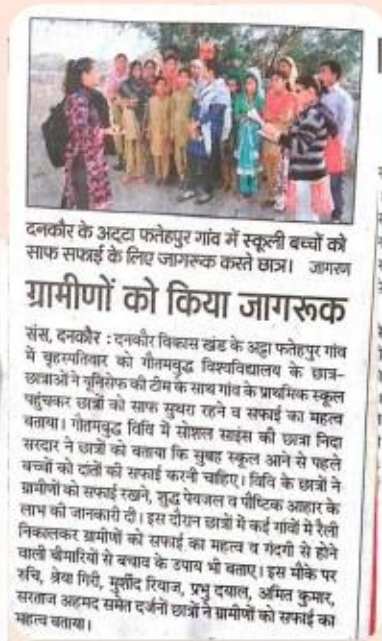 दनकौर के अट्टा फतेहपुर गांव में स्कूली बच्चों को
साफ सफाई के लिए जागरूक करते छात्र। जागरण
ग्रामीणों को किया जागरूक
संस, दनकौर : दनकौर विकास खंड के अट्टा फतेहपुर गांव
में बृहस्पतिवार को गौतमबुद्ध विश्वविद्यालय के छात्र-
छात्राओं ने यूनिसेफ की टीम के साथ गांव के प्राथमिक स्कूल
पहुंचकर छात्रों को साफ सुथरा रहने व सफाई का महत्व
बताया। गौतमबुद्ध विवि में सोशल साइंस की छात्रा निदा
सरदार ने छात्रों को बताया कि सुबह स्कूल आने से पहले
बच्चों को दांतों की सफाई करनी चाहिए। विवि के छात्रों ने
ग्रामीणों को सफाई रखने, शुद्ध पेयजल व पौष्टिक आहार के
लाभ की जानकारी दी। इस दौरान छात्रों में कई गांवों में रैली
निकालकर ग्रामीणों को सफाई का महत्व व गंदगी से होने
वाली बीमारियों से बचाव के उपाय भी बताए। इस मौके पर
रुचि, श्रेया गिरी, मुर्शीद रियाज, प्रभु दयाल, अमित कुमार,
सरताज अहमद समेत दर्जनों छात्रों ने ग्रामीणों को सफाई का
महत्व बताया।